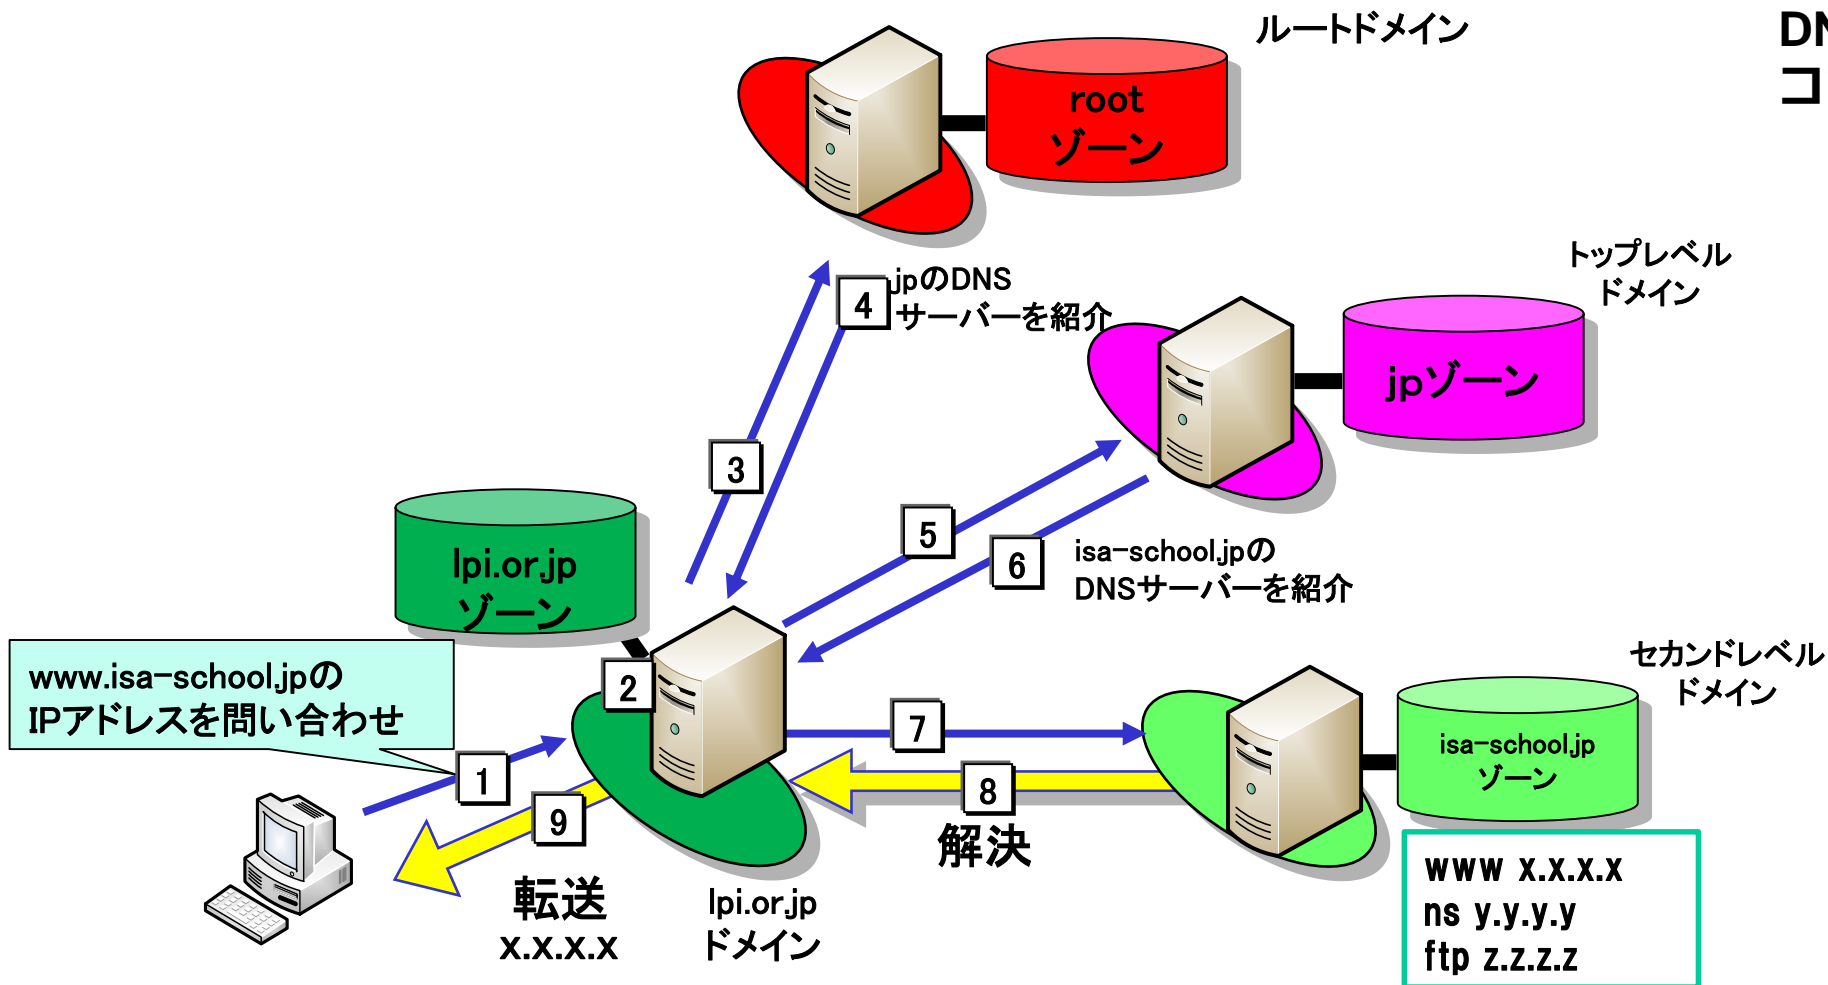 ルートドメイン
root
ゾーン
トップレベル
ドメイン
jpゾーン
4
jpのDNS
サーバーを紹介
3
5
6
isa-school.jpの
DNSサーバーを紹介
lpi.or.jp
ゾーン
www.isa-school.jpの
IPアドレスを問い合わせ
1
2
7
8
解決
9
転送
x.x.x.x
lpi.or.jp
ドメイン
セカンドレベル
ドメイン
isa-school.jp
ゾーン
www x.x.x.x
ns y.y.y.y
ftp z.z.z.z